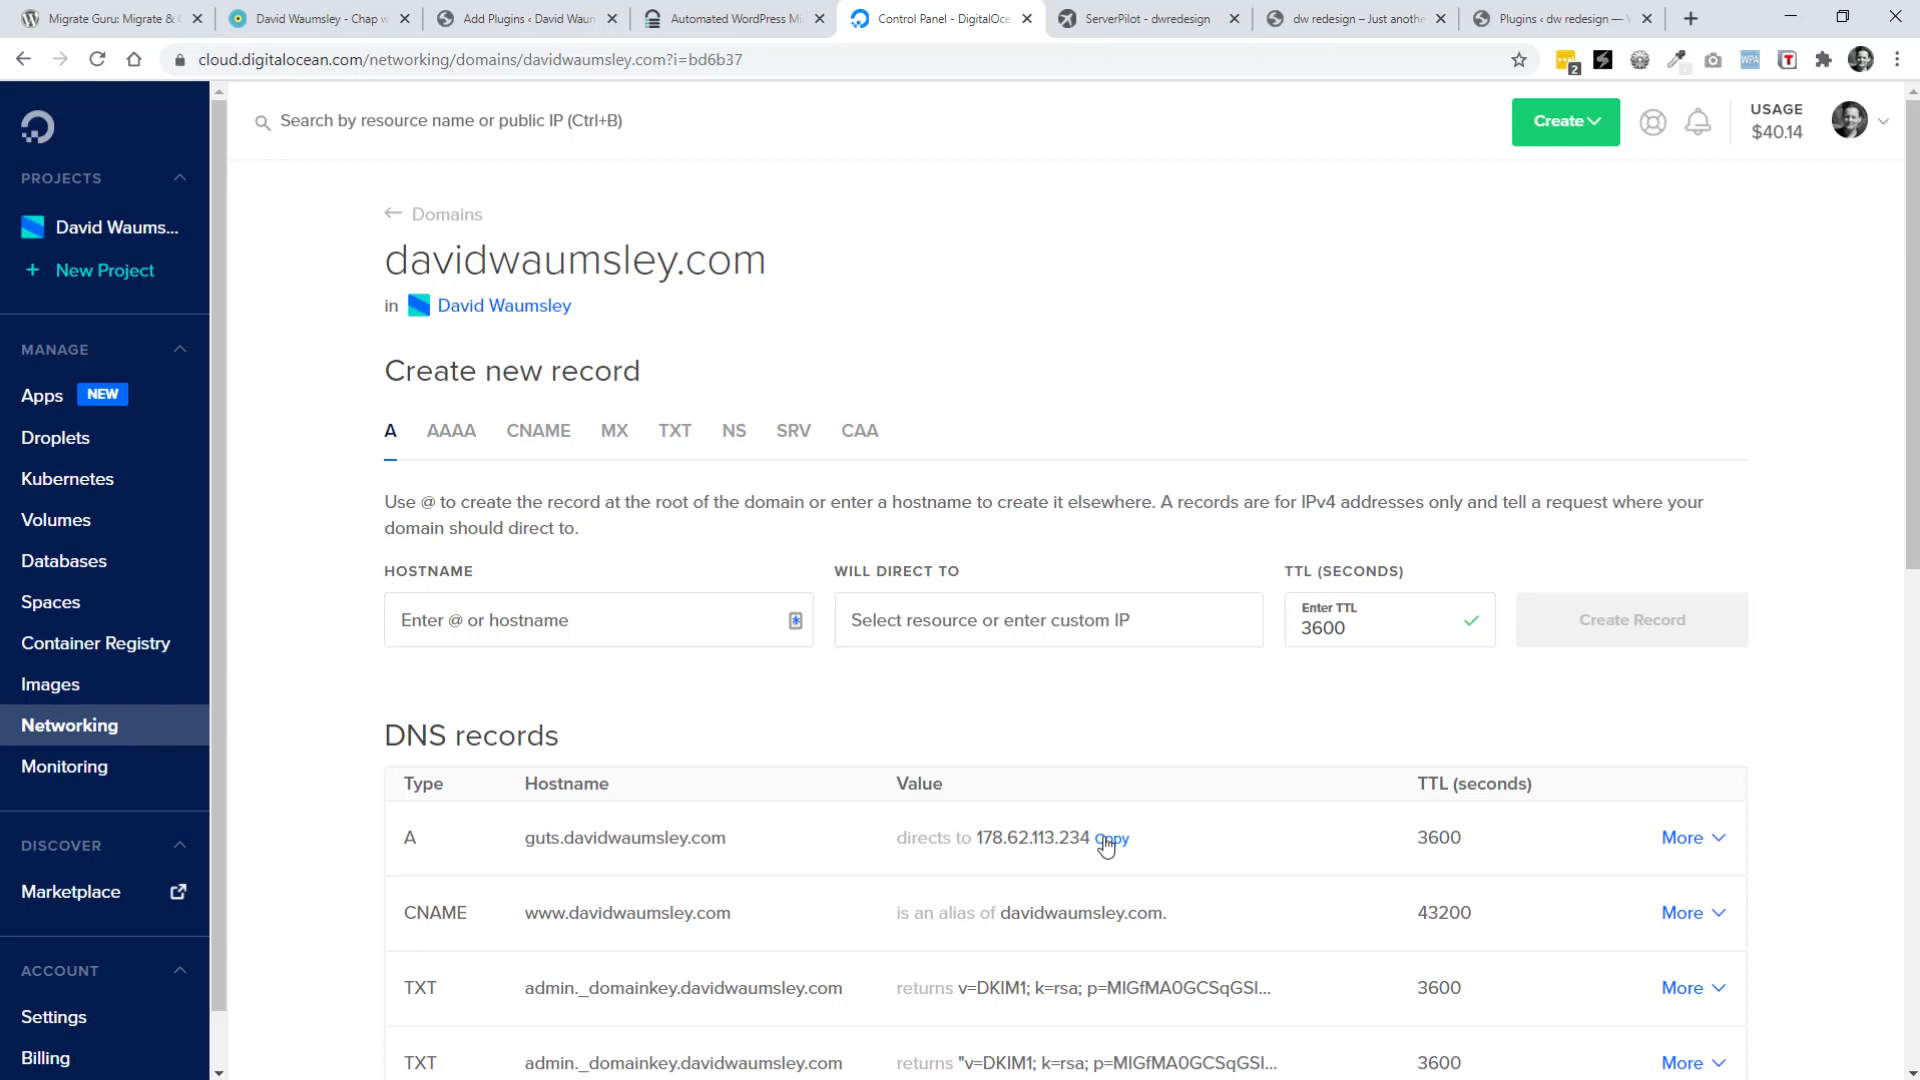 Migrate Guru: Migrate & C
David Waumsley - Chap w
Add Plugins ‹ David Waun
Automated WordPress Mi
Control Panel - DigitalOce
ServerPilot - dwredesign
dw redesign – Just anothe
Plugins ‹ dw redesign —
cloud.digitalocean.com/networking/domains/davidwaumsley.com?i=bd6b37
2
WPA
T
Search by resource name or public IP (Ctrl+B)
Create
USAGE
$40.14
PROJECTS
David Waums...
+ New Project
MANAGE
Apps NEW
Droplets
Kubernetes
Volumes
Databases
Spaces
Container Registry
Images
Networking
Monitoring
DISCOVER
Marketplace
ACCOUNT
Settings
Billing
← Domains
davidwaumsley.com
in David Waumsley
Create new record
A AAAA CNAME MX TXT NS SRV CAA
Use @ to create the record at the root of the domain or enter a hostname to create it elsewhere. A records are for IPv4 addresses only and tell a request where your
domain should direct to.
HOSTNAME WILL DIRECT TO TTL (SECONDS)
Enter @ or hostname
Select resource or enter custom IP
Enter TTL
3600
Create Record
DNS records
Type Hostname Value TTL (seconds)
A guts.davidwaumsley.com directs to 178.62.113.234 Copy 3600 More
CNAME www.davidwaumsley.com is an alias of davidwaumsley.com. 43200 More
TXT admin._domainkey.davidwaumsley.com returns v=DKIM1; k=rsa; p=MIGfMA0GCSqGSI... 3600 More
TXT admin._domainkey.davidwaumsley.com returns "v=DKIM1; k=rsa; p=MIGfMA0GCSqGSI... 3600 More